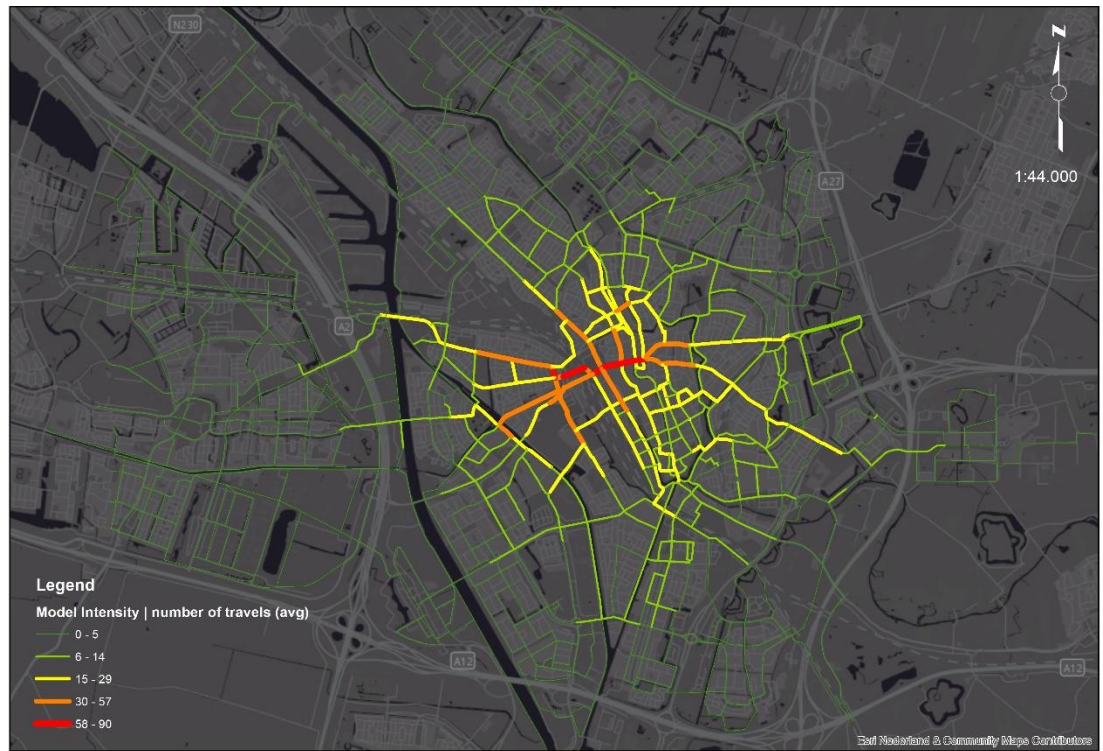 N230
N
A27
1:44.000
A2
Legend
Model Intensity | number of travels (avg)
0 - 5
6 - 14
15 - 29
30 - 57
58 - 90
A12
A12
Esri Nederland & Community Maps Contributors